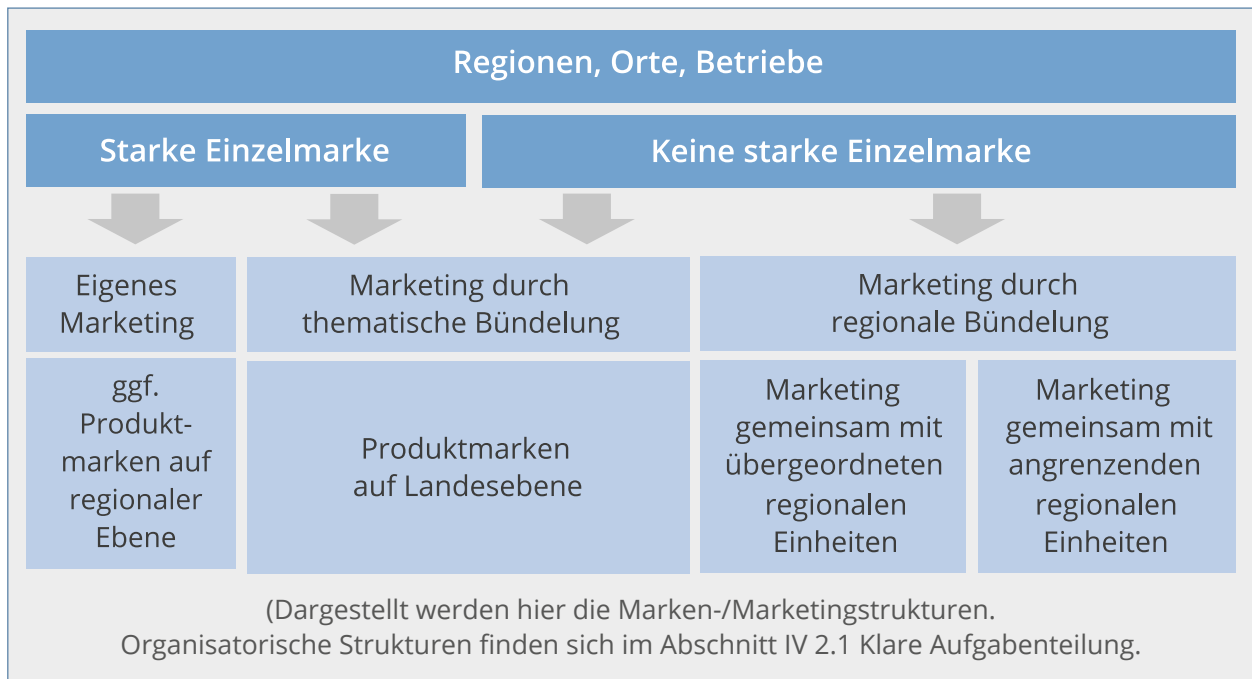 Regionen, Orte, Betriebe
Starke Einzelmarke
Keine starke Einzelmarke
Eigenes
Marketing
Marketing durch
thematische Bündelung
Marketing durch
regionale Bündelung
ggf.
Produkt-
marken auf
regionaler
Ebene
Produktmarken
auf Landesebene
Marketing
gemeinsam mit
übergeordneten
regionalen
Einheiten
Marketing
gemeinsam mit
angrenzenden
regionalen
Einheiten
(Dargestellt werden hier die Marken-/Marketingstrukturen.
Organisatorische Strukturen finden sich im Abschnitt IV 2.1 Klare Aufgabenteilung.